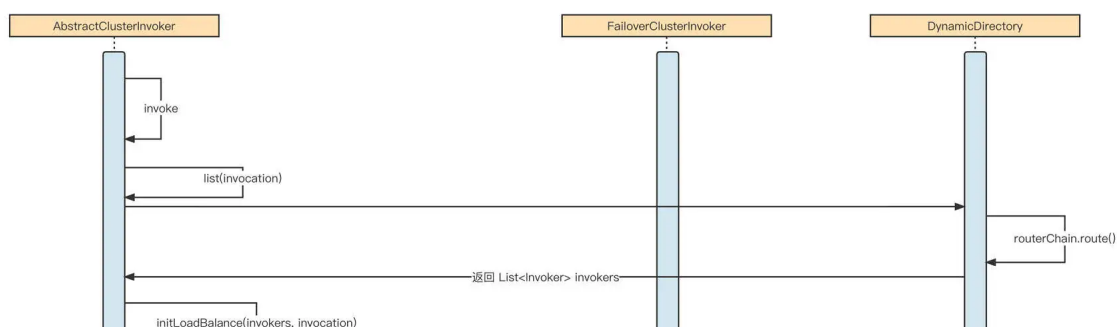 AbstractClusterInvoker
FailoverClusterInvoker
DynamicDirectory
invoke
list(invocation)
routerChain.route()
返回 List<Invoker> invokers
initLoadBalance(invokers, invocation)